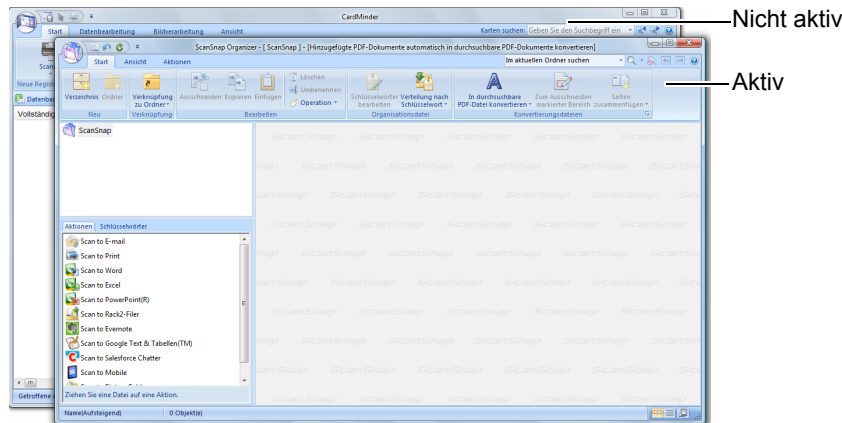 CardMinder
Nicht aktiv
Start Datenbearbeitung Bildverarbeitung Ansicht
Karten suchen: Geben Sie den Suchbegriff ein
ScanSnap Organizer - [ ScanSnap ] - [Hinzugefügte PDF-Dokumente automatisch in durchsuchbare PDF-Dokumente konvertieren]
Start Ansicht Aktionen
Im aktuellen Ordner suchen
Aktiv
Scan
Neue Regist
Datenban
Vollständig
Getroffene A
Verzeichnis Ordner
Verknüpfung
zu Ordner
Ausschneiden Kopieren Einfügen
Löschen
Umbenennen
Operation
Schlüsselwörter
bearbeiten
Verteilung nach
Schlüsselwort
In durchsuchbare
PDF-Datei konvertieren
Zum Ausschneiden
markierter Bereich
Seiten
zusammenfügen
Neu Verknüpfung Bearbeiten Organisationsdatei Konvertierungsdateien
ScanSnap
Aktionen Schlüsselwörter
Scan to E-mail
Scan to Print
Scan to Word
Scan to Excel
Scan to PowerPoint(R)
Scan to Rack2-Filer
Scan to Evernote
Scan to Google Text & Tabellen(TM)
Scan to Salesforce Chatter
Scan to Mobile
Ziehen Sie eine Datei auf eine Aktion.
Name(Aufsteigend) 0 Objekt(e)